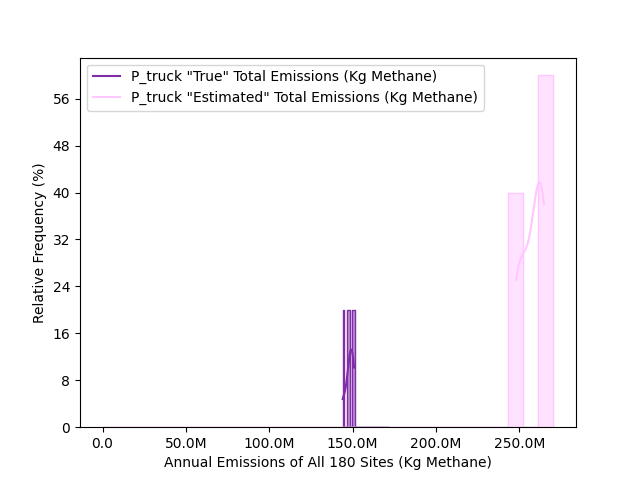 P_truck "True" Total Emissions (Kg Methane)
P_truck "Estimated" Total Emissions (Kg Methane)
56
48
40
32
24
16
8
0
Relative Frequency (%)
0.0 50.0M 100.0M 150.0M 200.0M 250.0M
Annual Emissions of All 180 Sites (Kg Methane)